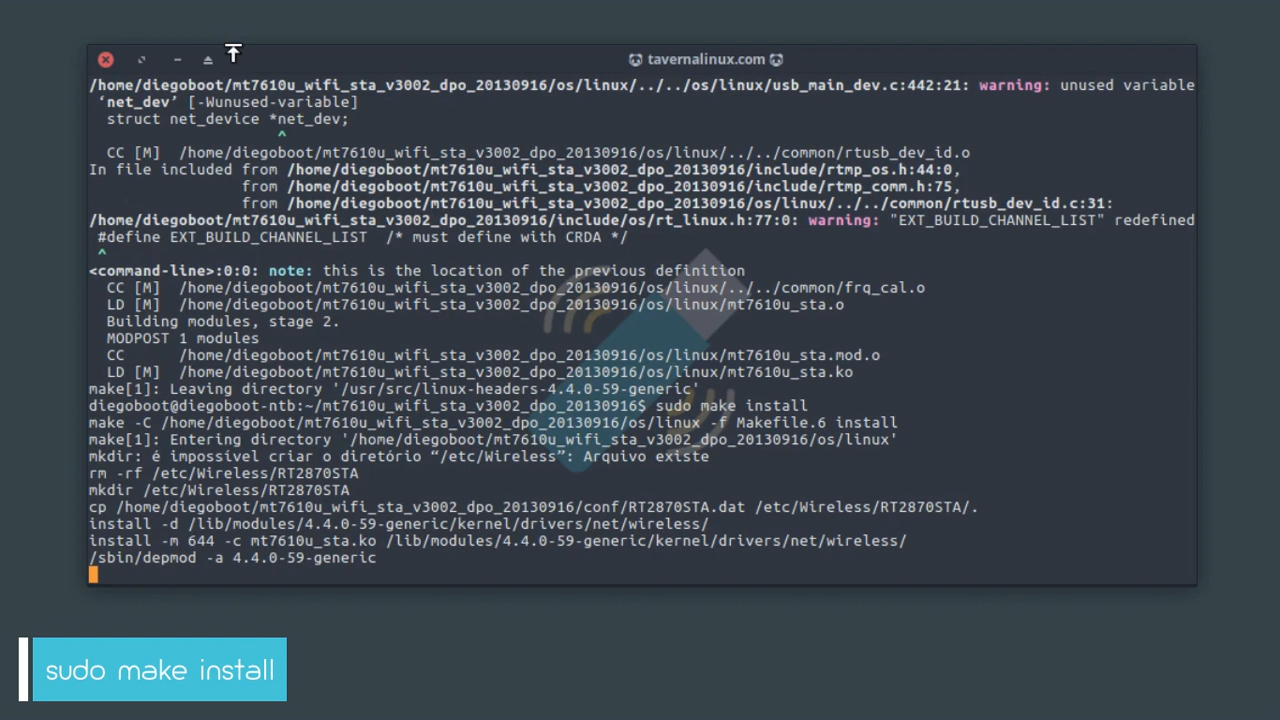 tavernalinux.com
/home/diegoboot/mt7610u_wifi_sta_v3002_dpo_20130916/os/linux/../../os/linux/usb_main_dev.c:442:21: warning: unused variable
‘net_dev’ [-Wunused-variable]
struct net_device *net_dev;
^
CC [M]  /home/diegoboot/mt7610u_wifi_sta_v3002_dpo_20130916/os/linux/../../common/rtusb_dev_id.o
In file included from /home/diegoboot/mt7610u_wifi_sta_v3002_dpo_20130916/include/rtmp_os.h:44:0,
from /home/diegoboot/mt7610u_wifi_sta_v3002_dpo_20130916/include/rtmp_comm.h:75,
from /home/diegoboot/mt7610u_wifi_sta_v3002_dpo_20130916/os/linux/../../common/rtusb_dev_id.c:31:
/home/diegoboot/mt7610u_wifi_sta_v3002_dpo_20130916/include/os/rt_linux.h:77:0: warning: "EXT_BUILD_CHANNEL_LIST" redefined
#define EXT_BUILD_CHANNEL_LIST  /* must define with CRDA */
^
<command-line>:0:0: note: this is the location of the previous definition
CC [M]  /home/diegoboot/mt7610u_wifi_sta_v3002_dpo_20130916/os/linux/../../common/frq_cal.o
LD [M]  /home/diegoboot/mt7610u_wifi_sta_v3002_dpo_20130916/os/linux/mt7610u_sta.o
Building modules, stage 2.
MODPOST 1 modules
CC      /home/diegoboot/mt7610u_wifi_sta_v3002_dpo_20130916/os/linux/mt7610u_sta.mod.o
LD [M]  /home/diegoboot/mt7610u_wifi_sta_v3002_dpo_20130916/os/linux/mt7610u_sta.ko
make[1]: Leaving directory '/usr/src/linux-headers-4.4.0-59-generic'
diegoboot@diegoboot-ntb:~/mt7610u_wifi_sta_v3002_dpo_20130916$ sudo make install
make -C /home/diegoboot/mt7610u_wifi_sta_v3002_dpo_20130916/os/linux -f Makefile.6 install
make[1]: Entering directory '/home/diegoboot/mt7610u_wifi_sta_v3002_dpo_20130916/os/linux'
mkdir: é impossível criar o diretório “/etc/Wireless”: Arquivo existe
rm -rf /etc/Wireless/RT2870STA
mkdir /etc/Wireless/RT2870STA
cp /home/diegoboot/mt7610u_wifi_sta_v3002_dpo_20130916/conf/RT2870STA.dat /etc/Wireless/RT2870STA/.
install -d /lib/modules/4.4.0-59-generic/kernel/drivers/net/wireless/
install -m 644 -c mt7610u_sta.ko /lib/modules/4.4.0-59-generic/kernel/drivers/net/wireless/
/sbin/depmod -a 4.4.0-59-generic
sudo make install